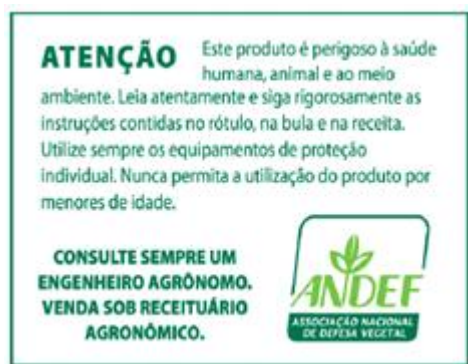 ATENÇÃO Este produto é perigoso à saúde
humana, animal e ao meio
ambiente. Leia atentamente e siga rigorosamente as
instruções contidas no rótulo, na bula e na receita.
Utilize sempre os equipamentos de proteção
individual. Nunca permita a utilização do produto por
menores de idade.
CONSULTE SEMPRE UM
ENGENHEIRO AGRÔNOMO.
VENDA SOB RECEITUÁRIO
AGRONÔMICO.
ANDEF
ASSOCIAÇÃO NACIONAL
DE DEFESA VEGETAL